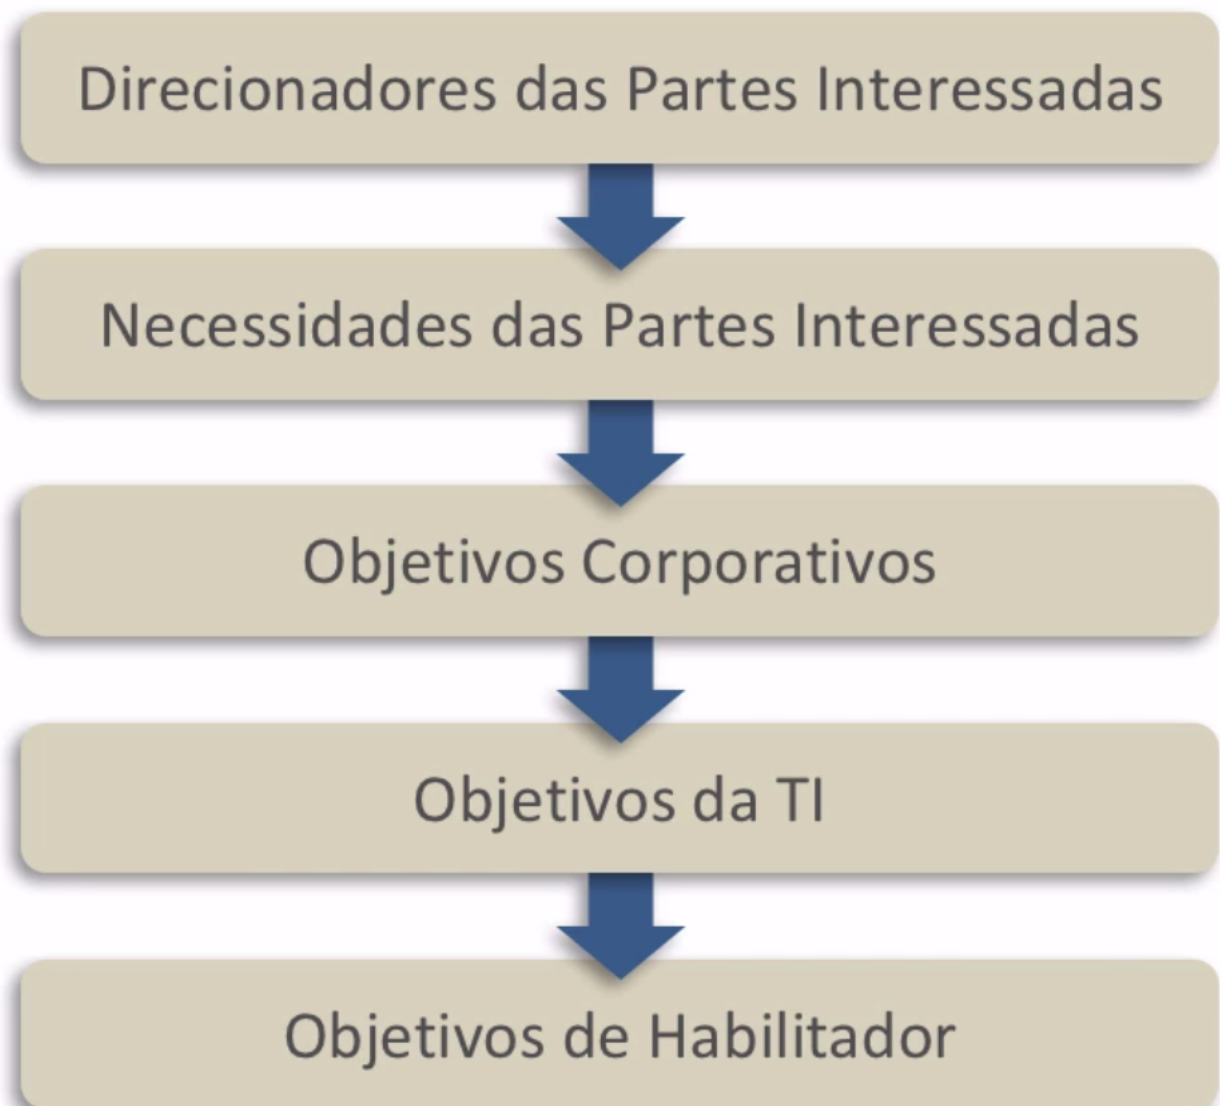 Direcionadores das Partes Interessadas
Necessidades das Partes Interessadas
Objetivos Corporativos
Objetivos da TI
Objetivos de Habilitador